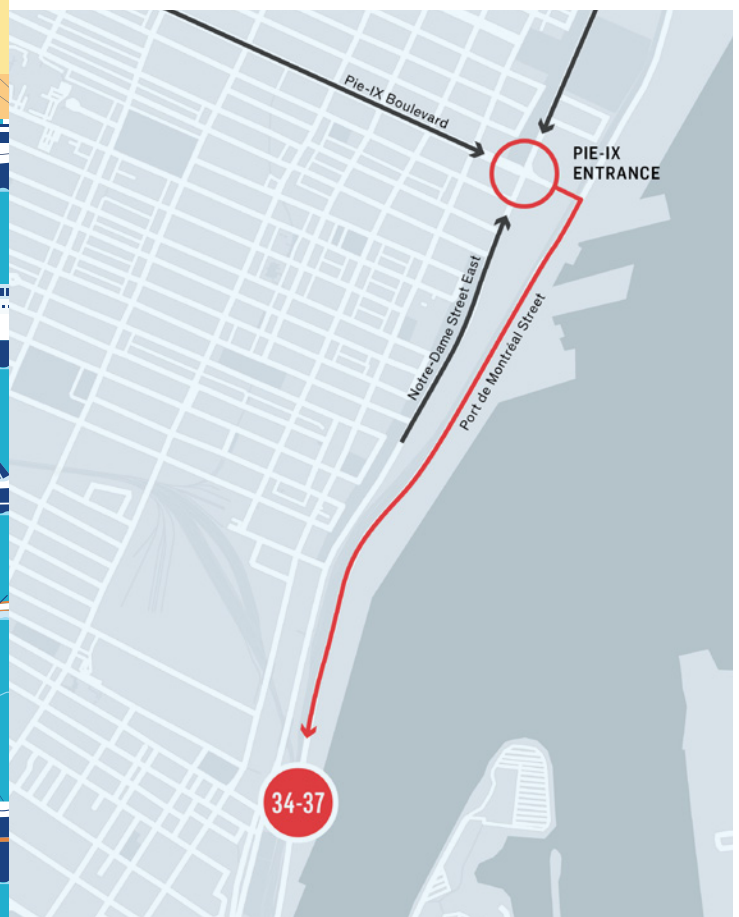 Pie-IX Boulevard
PIE-IX
ENTRANCE
Notre-Dame Street East
Port de Montréal Street
34-37